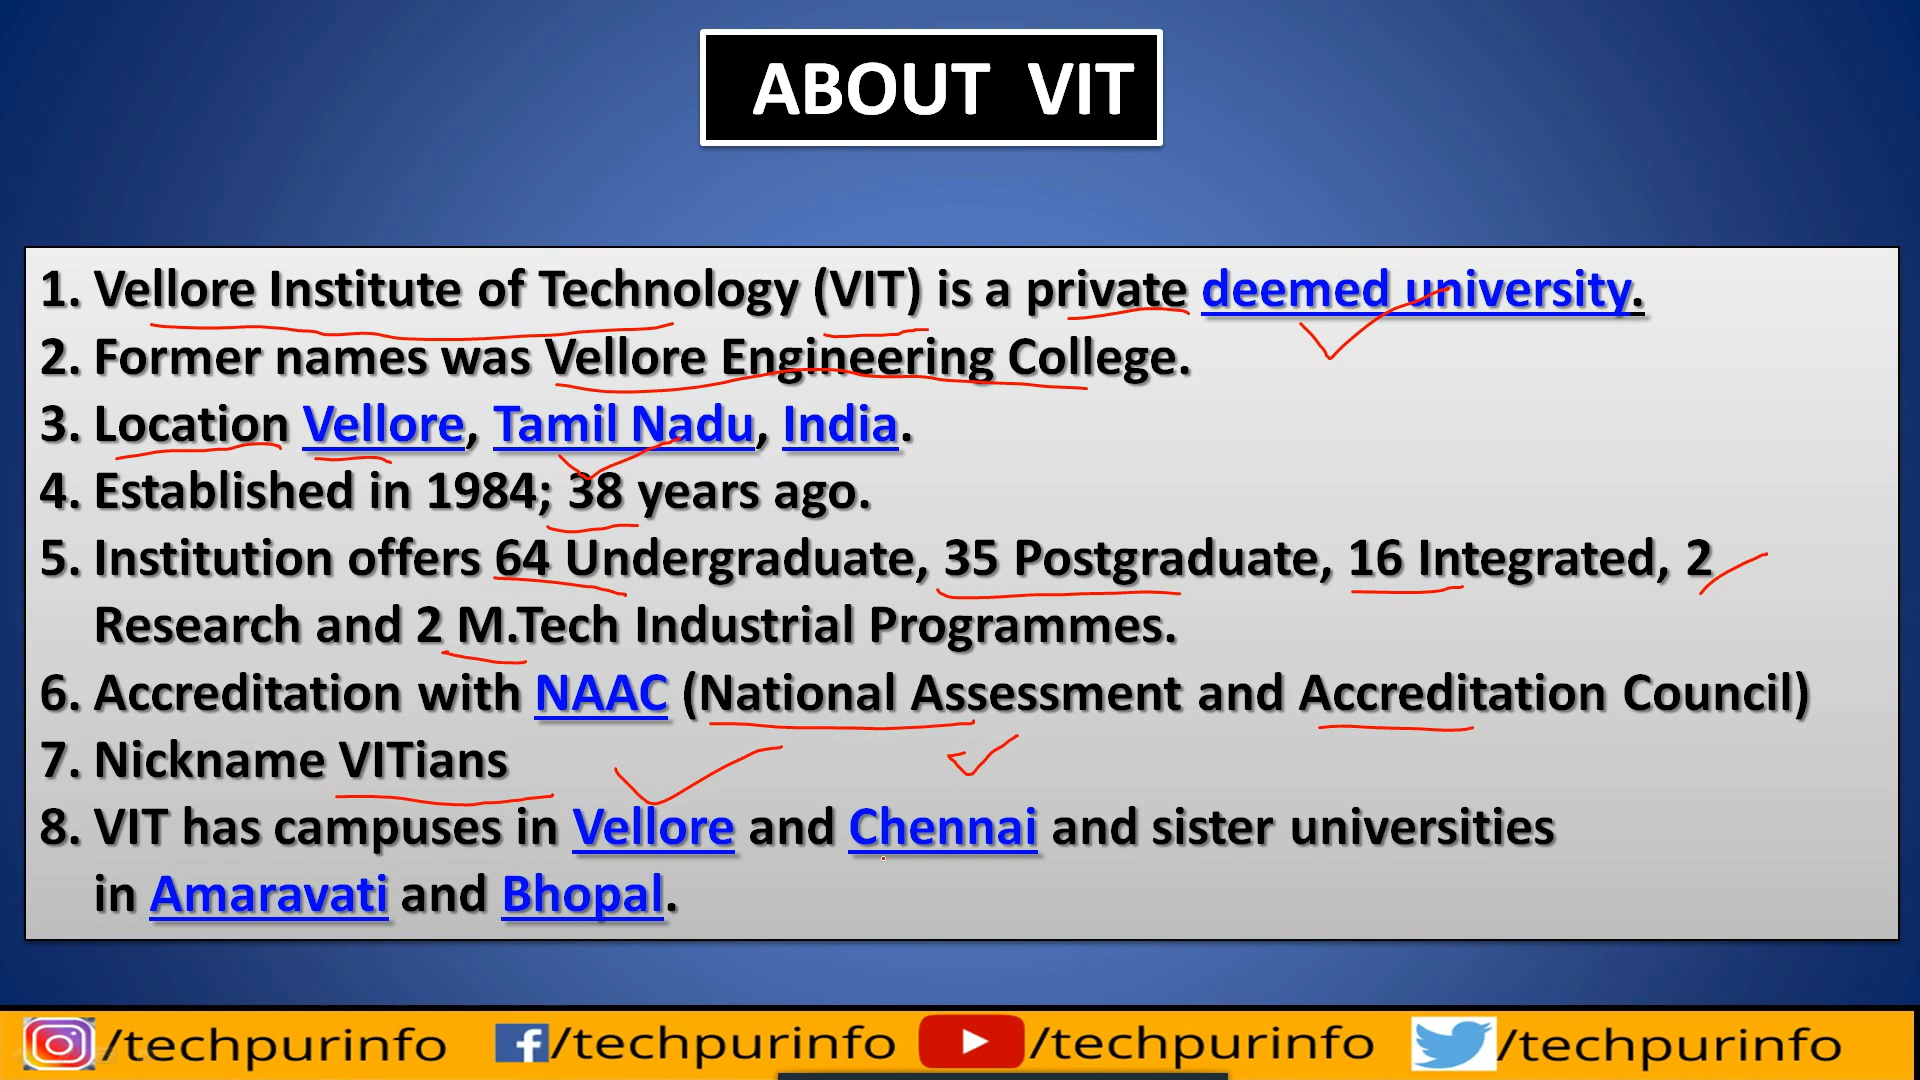 ABOUT VIT
1. Vellore Institute of Technology (VIT) is a private deemed university.
2. Former names was Vellore Engineering College.
3. Location Vellore, Tamil Nadu, India.
4. Established in 1984; 38 years ago.
5. Institution offers 64 Undergraduate, 35 Postgraduate, 16 Integrated, 2
Research and 2 M.Tech Industrial Programmes.
6. Accreditation with NAAC (National Assessment and Accreditation Council)
7. Nickname VITians
8. VIT has campuses in Vellore and Chennai and sister universities
in Amaravati and Bhopal.
/techpurinfo /techpurinfo /techpurinfo /techpurinfo